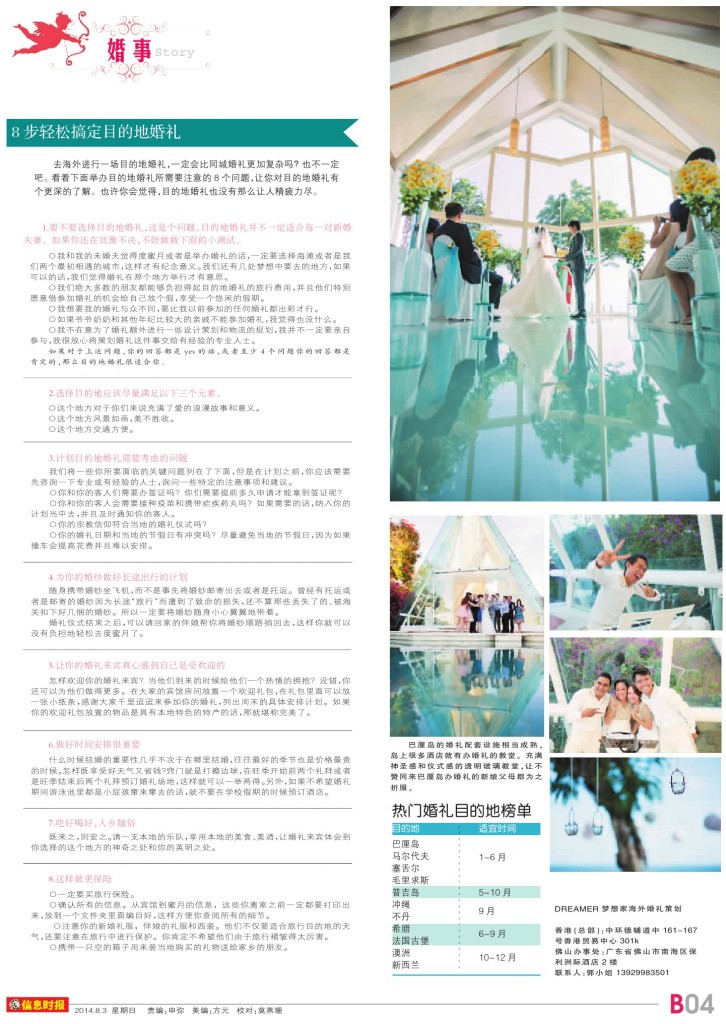 婚事
Story
8步轻松搞定目的地婚礼
去海外进行一场目的地婚礼,一定会比同城婚礼更加复杂吗?也不一定
吧。看看下面举办目的地婚礼所需要注意的8个问题,让你对目的地婚礼有
个更深的了解。也许你会觉得,目的地婚礼也没有那么让人精疲力尽。
1.要不要选择目的地婚礼,这是个问题。目的地婚礼并不一定适合每一对新婚
夫妻。如果你还在犹豫不决,不妨做做下面的小测试。
○我和我的未婚夫觉得度蜜月或者是举办婚礼的话,一定要选择海滩或者是我
们两个最初相遇的城市,这样才有纪念意义。我们还有几处梦想中要去的地方,如果
可以的话,我们觉得婚礼在那个地方举行才有意思。
○我们绝大多数的朋友都能够负担得起目的地婚礼的旅行费用,并且他们特别
愿意借参加婚礼的机会给自己放个假,享受一个悠闲的假期。
○我想要我的婚礼与众不同,要比我以前参加的任何婚礼都出彩才行。
○如果爷爷奶奶和其他年纪比较大的亲戚不能参加婚礼,我觉得也没什么。
○我不在意为了婚礼额外进行一些设计策划和物流的规划,我并不一定要亲自
参与,我很放心将策划婚礼这件事交给有经验的专业人士。
如果对于上述问题,你的回答都是yes的话,或者至少4个问题你的回答都是
肯定的,那么目的地婚礼很适合你。
2.选择目的地应该尽量满足以下三个元素。
○这个地方对于你们来说充满了爱的浪漫故事和意义。
○这个地方风景如画,美不胜收。
○这个地方交通方便。
3.计划目的地婚礼需要考虑的问题
我们将一些你所要面临的关键问题列在了下面,但是在计划之前,你应该需要
先咨询一下专业或有经验的人士,询问一些特定的注意事项和建议。
○你和你的客人们需要办签证吗?你们需要提前多久申请才能拿到签证呢?
○你和你的客人会需要接种疫苗和携带疟疾药丸吗?如果需要的话,纳入你的
计划当中去,并且及时通知你的客人。
○你的宗教信仰符合当地的婚礼仪式吗?
○你的婚礼日期和当地的节假日有冲突吗?尽量避免当地的节假日,因为如果
撞车会提高花费并且难以安排。
4.为你的婚纱做好长途出行的计划
随身携带婚纱坐飞机,而不是事先将婚纱邮寄出去或者是托运。曾经有托运或
者是邮寄的婚纱因为长途“旅行”而遭到了致命的损失,还不算那些丢失了的、被海
关扣下好几捆的婚纱。所以一定要将婚纱随身小心翼翼地带着。
婚礼仪式结束之后,可以请回家的伴娘帮你将婚纱顺路捎回去,这样你就可以
没有负担地轻松去度蜜月了。
5.让你的婚礼来宾真心感到自己是受欢迎的
怎样欢迎你的婚礼来宾?当他们到来的时候给他们一个热情的拥抱?没错,你
还可以为他们做得更多。在大家的宾馆房间放置一个欢迎礼包,在礼包里面可以放
一张小纸条,感谢大家千里迢迢来参加你的婚礼,列出周末的具体安排计划。如果
你的欢迎礼包放置的物品是具有本地特色的特产的话,那就堪称完美了。
6.做好时间安排很重要
什么时候结婚的重要性几乎不次于在哪里结婚,往往最好的季节也是价格最贵
的时候。怎样既享受好天气又省钱?窍门就是打擦边球,在旺季开始前两个礼拜或者
是旺季结束后两个礼拜预订婚礼场地,这样就可以一举两得。另外,如果不希望婚礼
期间游泳池里都是小屁孩窜来窜去的话,就不要在学校假期的时候预订酒店。
7.吃好喝好,入乡随俗
既来之,则安之。请一支本地的乐队,享用本地的美食、美酒,让婚礼来宾体会到
你选择的这个地方的神奇之处和你的英明之处。
8.这样做更保险
○一定要买旅行保险。
○确认所有的信息。从宾馆到蜜月的信息,这些你离家之前一定都要打印出
来,放到一个文件夹里面编目好,这样方便你查阅所有的细节。
○注意你的新娘礼服,伴娘的礼服和西装。他们不仅要适合旅行目的地的天
气,还要注意在旅行中进行保护。你肯定不希望他们由于旅行褶皱得太厉害。
○携带一只空的箱子用来装当地购买的礼物送给家乡的朋友。
巴厘岛的婚礼配套设施相当成熟,
岛上很多酒店就有办婚礼的教堂。充满
神圣感和仪式感的透明玻璃教堂,让不
赞同来巴厘岛办婚礼的新娘父母都为之
折服。
热门婚礼目的地榜单
目的地 适宜时间
巴厘岛
马尔代夫
塞舌尔
毛里求斯
1-6月
普吉岛 5~10月
冲绳
不丹
9月
希腊
法国古堡
6-9月
澳洲
新西兰
10~12月
DREAMER 梦想家海外婚礼策划
香港(总部):中环德辅道中161-167
号香港贸易中心301k
佛山办事处:广东省佛山市南海区保
利洲际酒店2楼
联系人:郭小姐 13929983501
信息时报
2014.8.3 星期日 责编:申弥 美编:方元 校对:莫燕珊
B04